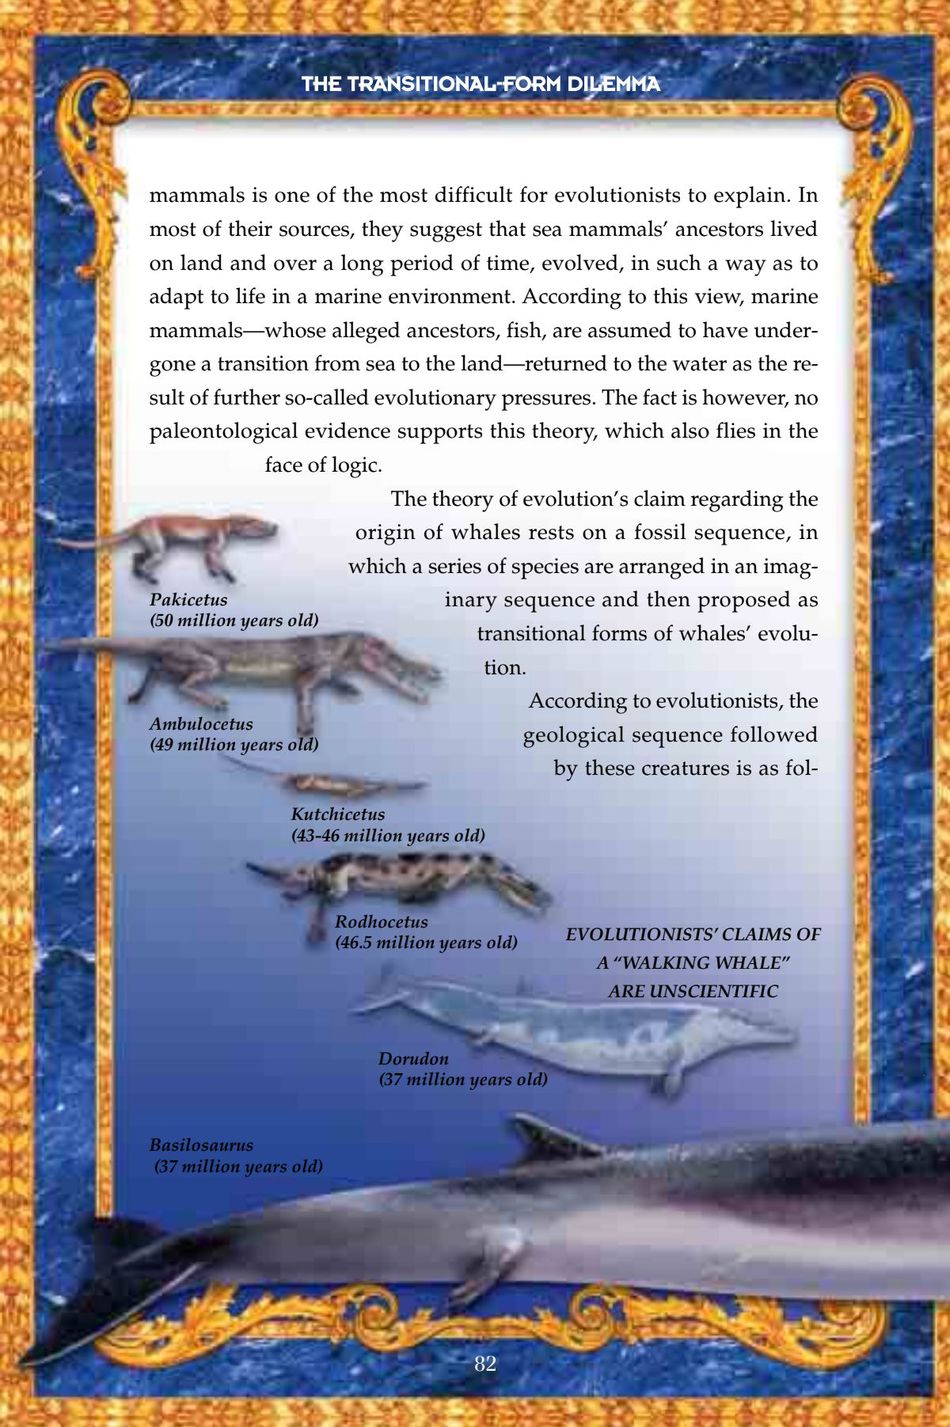 THE TRANSITIONAL-FORM DILEMMA
mammals is one of the most difficult for evolutionists to explain. In
most of their sources, they suggest that sea mammals’ ancestors lived
on land and over a long period of time, evolved, in such a way as to
adapt to life in a marine environment. According to this view, marine
mammals—whose alleged ancestors, fish, are assumed to have under-
gone a transition from sea to the land—returned to the water as the re-
sult of further so-called evolutionary pressures. The fact is however, no
paleontological evidence supports this theory, which also flies in the
face of logic.
The theory of evolution’s claim regarding the
origin of whales rests on a fossil sequence, in
which a series of species are arranged in an imag-
inary sequence and then proposed as
transitional forms of whales’ evolu-
tion.
According to evolutionists, the
geological sequence followed
by these creatures is as fol-
Pakicetus
(50 million years old)
Ambulocetus
(49 million years old)
Kutchicetus
(43-46 million years old)
Rodhocetus
(46.5 million years old)
EVOLUTIONISTS’ CLAIMS OF
A “WALKING WHALE”
ARE UNSCIENTIFIC
Dorudon
(37 million years old)
Basilosaurus
(37 million years old)
82